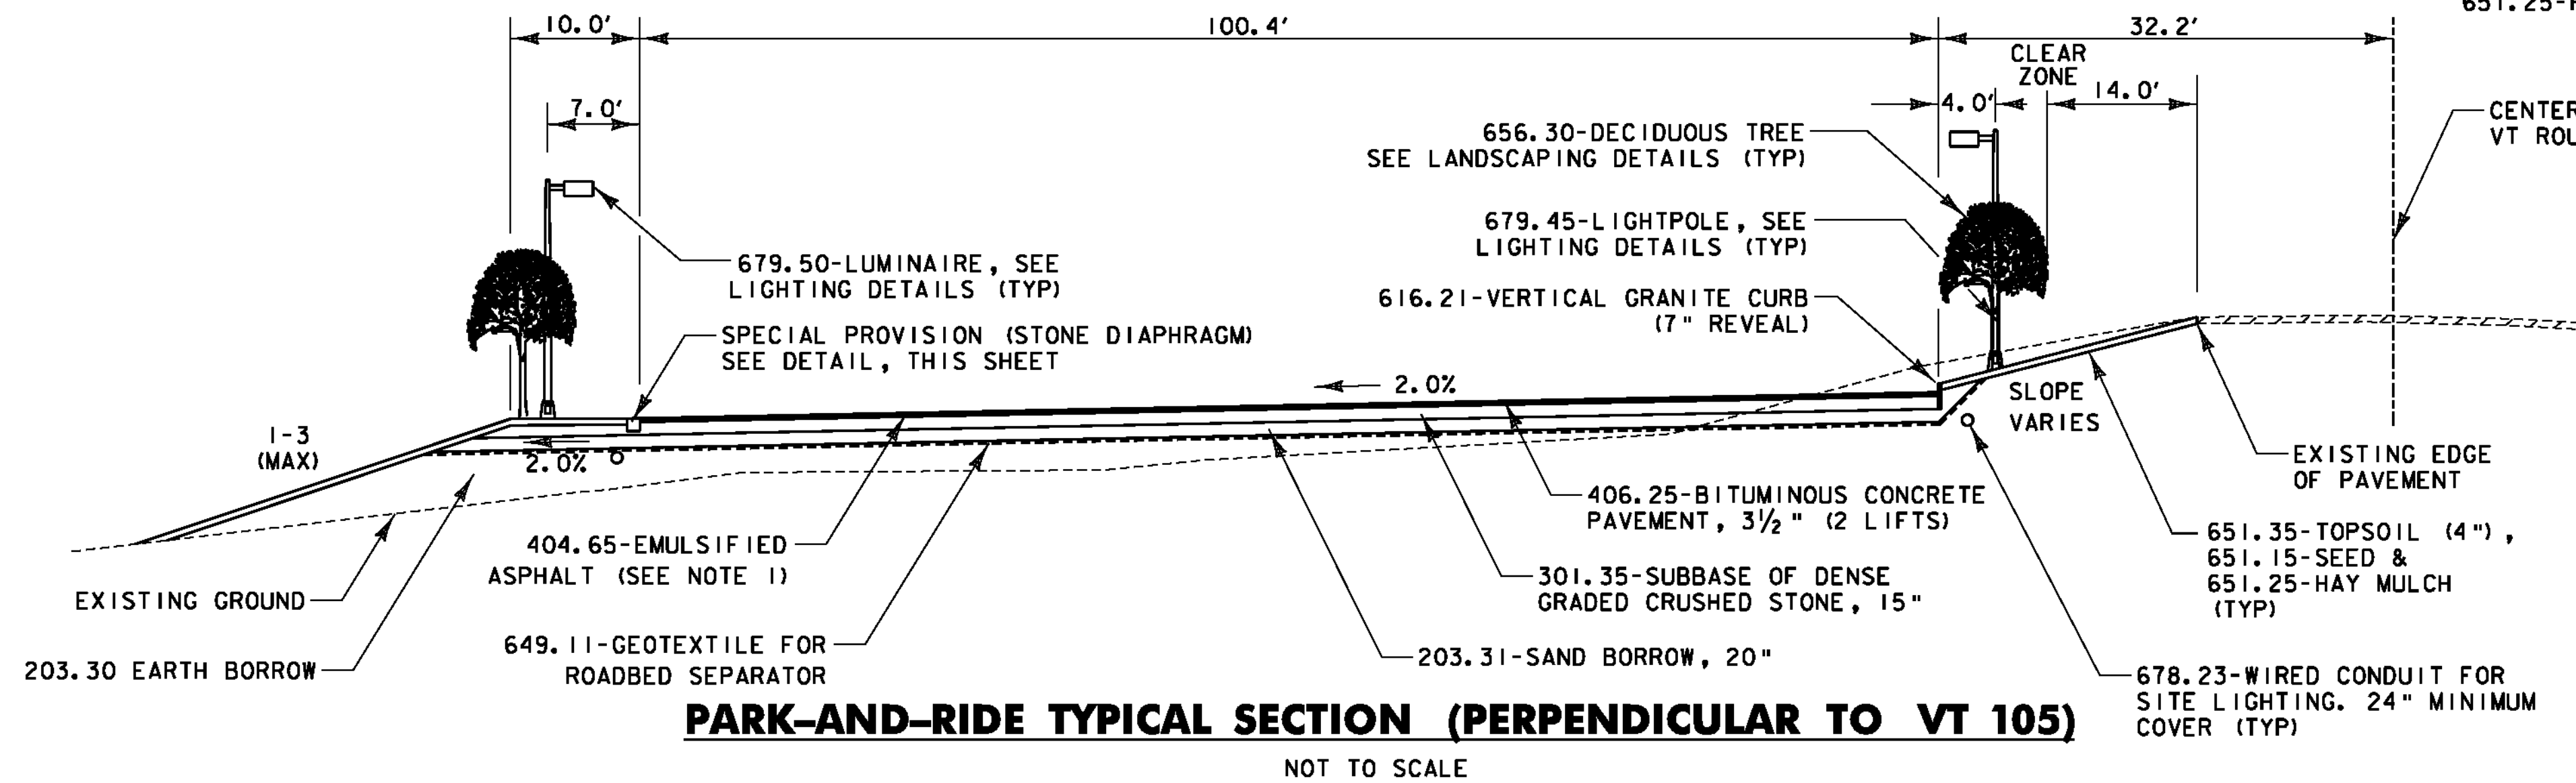 651.25-
10.0'
100.4'
32.2'
CLEAR
ZONE
7.0'
4.0'
14.0'
656.30-DECIDUOUS TREE
SEE LANDSCAPING DETAILS (TYP)
CENTER
VT ROU
679.45-LIGHTPOLE, SEE
LIGHTING DETAILS (TYP)
679.50-LUMINAIRE, SEE
LIGHTING DETAILS (TYP)
616.21-VERTICAL GRANITE CURB
(7" REVEAL)
SPECIAL PROVISION (STONE DIAPHRAGM)
SEE DETAIL, THIS SHEET
2.0%
SLOPE
VARIES
1-3
(MAX)
2.0%
EXISTING EDGE
OF PAVEMENT
406.25-BITUMINOUS CONCRETE
PAVEMENT, 3½" (2 LIFTS)
404.65-EMULSIFIED
ASPHALT (SEE NOTE 1)
651.35-TOPSOIL (4"),
651.15-SEED &
651.25-HAY MULCH
(TYP)
301.35-SUBBASE OF DENSE
GRADED CRUSHED STONE, 15"
EXISTING GROUND
649.11-GEOTEXTILE FOR
ROADBED SEPARATOR
203.31-SAND BORROW, 20"
203.30 EARTH BORROW
678.23-WIRED CONDUIT FOR
SITE LIGHTING. 24" MINIMUM
COVER (TYP)
PARK-AND-RIDE TYPICAL SECTION (PERPENDICULAR TO VT 105)
NOT TO SCALE